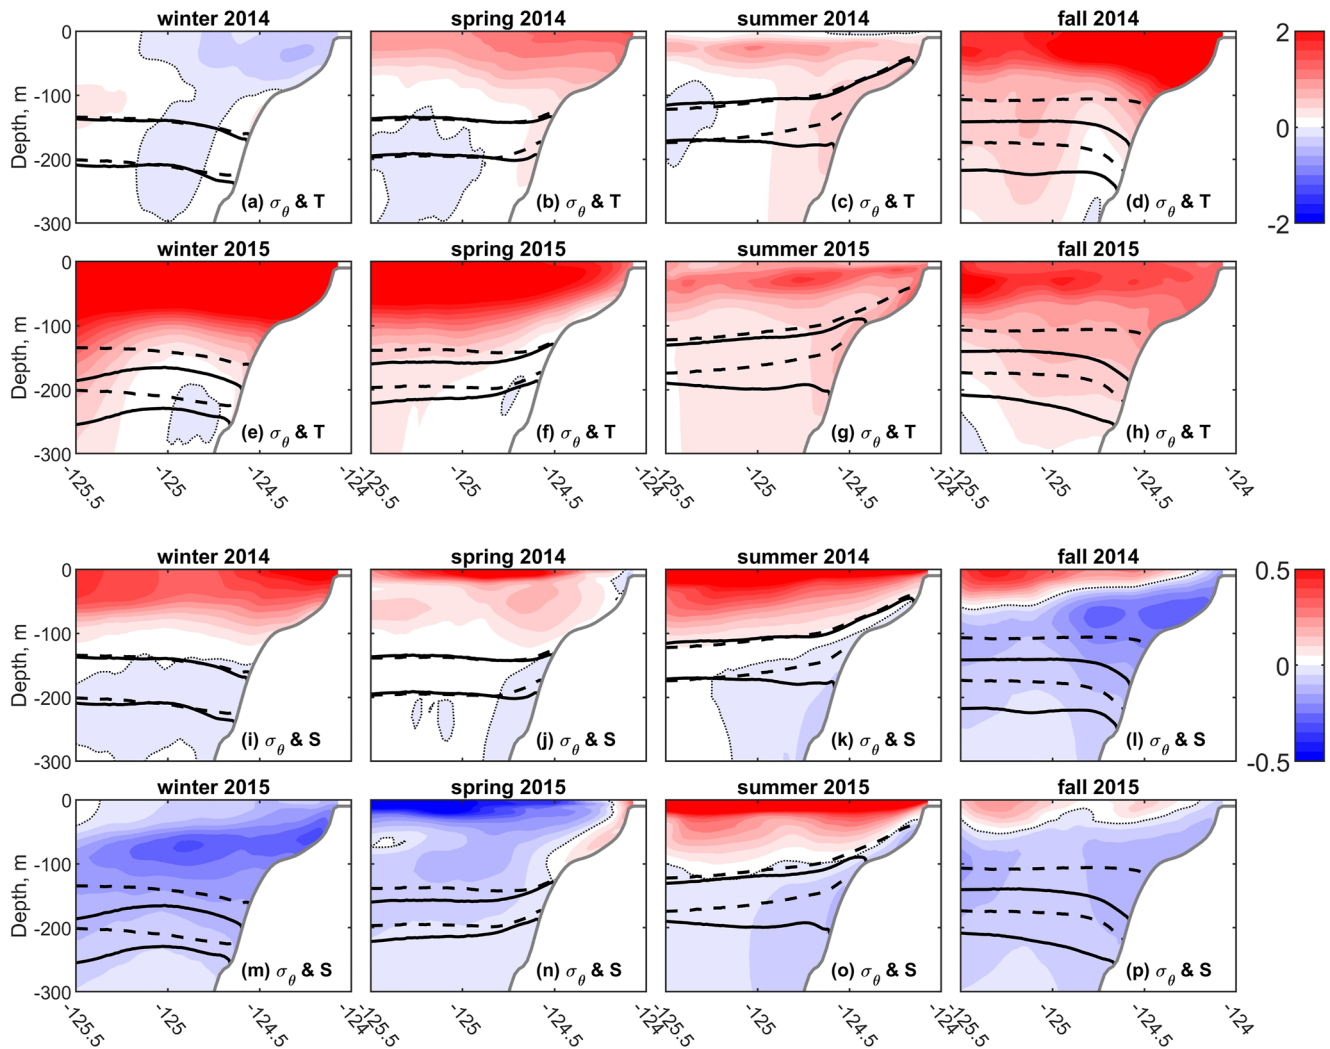 winter 2014 spring 2014 summer 2014 fall 2014
0 2
-100
Depth, m 0
-200
(a) σθ & T (b) σθ & T (c) σθ & T (d) σθ & T
-300 -2
winter 2015 spring 2015 summer 2015 fall 2015
0
-100
Depth, m
-200
(e) σθ & T (f) σθ & T (g) σθ & T (h) σθ & T
-300
-125.5 -125 -124.5 -124 -125.5 -125 -124.5 -124 -125.5 -125 -124.5 -124 -125.5 -125 -124.5 -124
winter 2014 spring 2014 summer 2014 fall 2014
0 0.5
-100
Depth, m 0
-200
(i) σθ & S (j) σθ & S (k) σθ & S (l) σθ & S
-300 -0.5
winter 2015 spring 2015 summer 2015 fall 2015
0
-100
Depth, m
-200
(m) σθ & S (n) σθ & S (o) σθ & S (p) σθ & S
-300
-125.5 -125 -124.5 -124 -125.5 -125 -124.5 -124 -125.5 -125 -124.5 -124 -125.5 -125 -124.5 -124